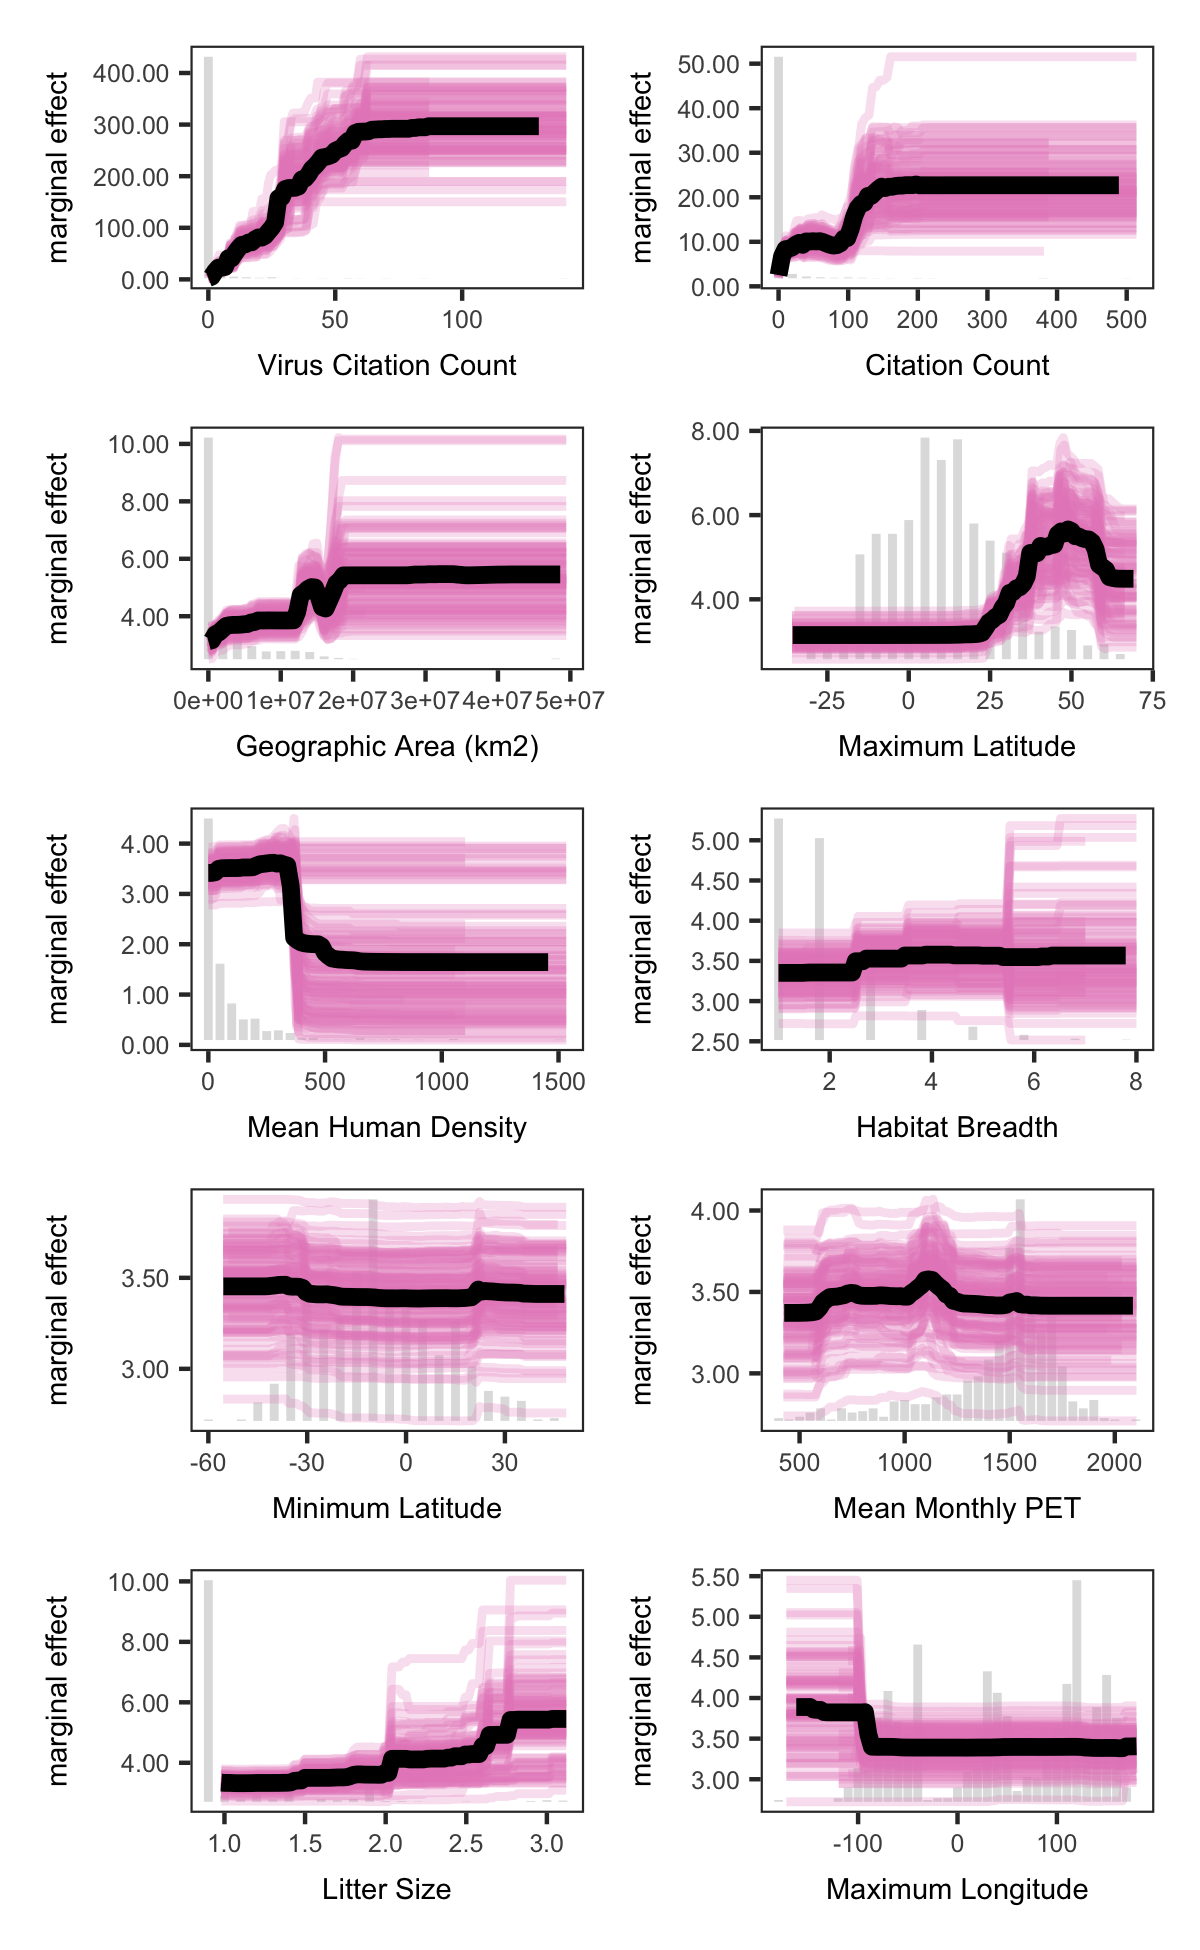 marginal effect
400.00
300.00
200.00
100.00
0.00
0 50 100
Virus Citation Count
marginal effect
50.00
40.00
30.00
20.00
10.00
0.00
0 100 200 300 400 500
Citation Count
marginal effect
10.00
8.00
6.00
4.00
0e+00 1e+07 2e+07 3e+07 4e+07 5e+07
Geographic Area (km2)
marginal effect
8.00
6.00
4.00
-25 0 25 50 75
Maximum Latitude
marginal effect
4.00
3.00
2.00
1.00
0.00
0 500 1000 1500
Mean Human Density
marginal effect
5.00
4.50
4.00
3.50
3.00
2.50
2 4 6 8
Habitat Breadth
marginal effect
3.50
3.00
-60 -30 0 30
Minimum Latitude
marginal effect
4.00
3.50
3.00
500 1000 1500 2000
Mean Monthly PET
marginal effect
10.00
8.00
6.00
4.00
1.0 1.5 2.0 2.5 3.0
Litter Size
marginal effect
5.50
5.00
4.50
4.00
3.50
3.00
-100 0 100
Maximum Longitude